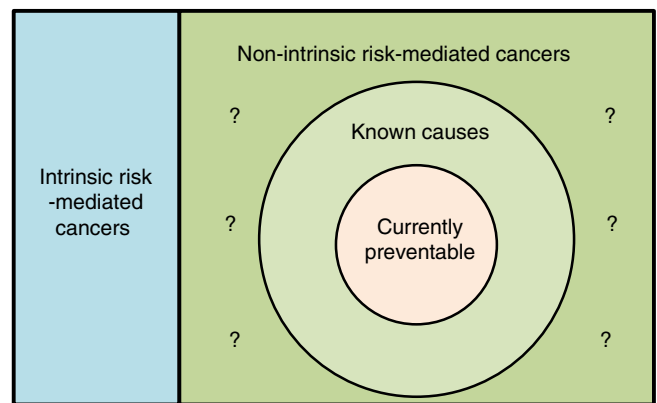 Non-intrinsic risk-mediated cancers
?
?
Known causes
Intrinsic risk
-mediated
cancers
?
Currently
preventable
?
?
?